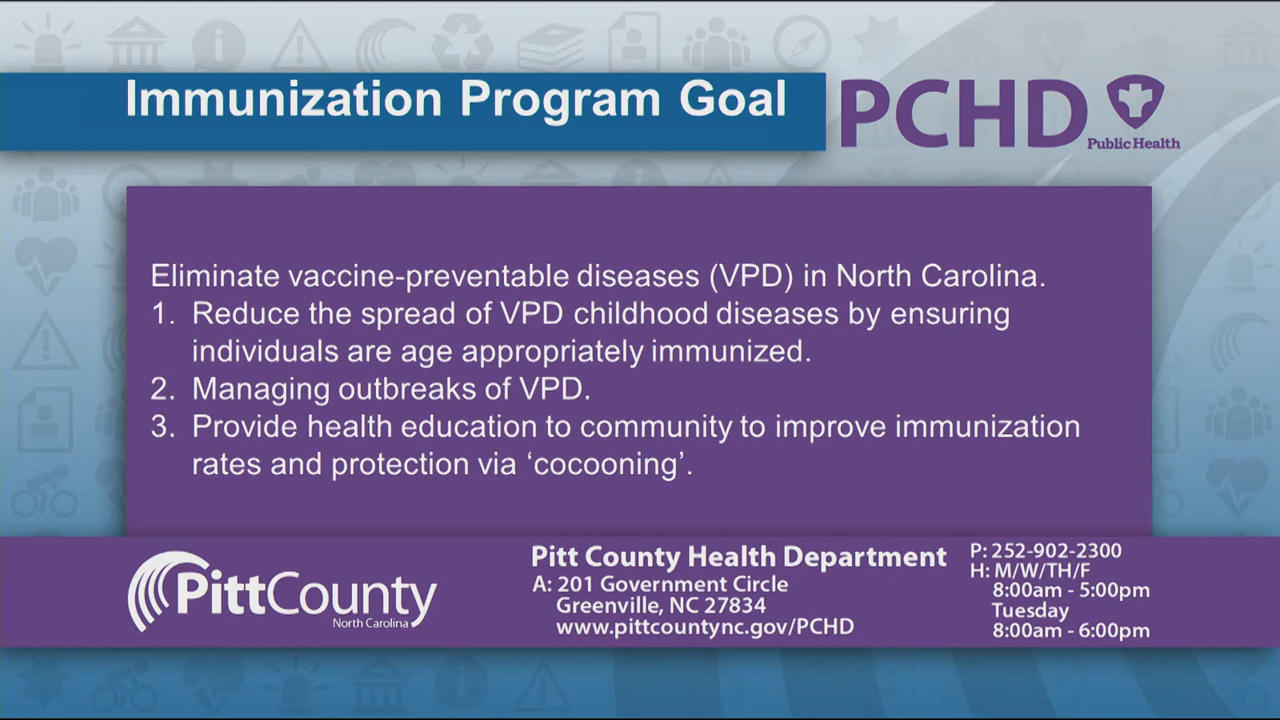 Immunization Program Goal
PCHD
Public Health
Eliminate vaccine-preventable diseases (VPD) in North Carolina.
1. Reduce the spread of VPD childhood diseases by ensuring
individuals are age appropriately immunized.
2. Managing outbreaks of VPD.
3. Provide health education to community to improve immunization
rates and protection via ‘cocooning’.
PittCounty
North Carolina
Pitt County Health Department
A: 201 Government Circle
Greenville, NC 27834
www.pittcountync.gov/PCHD
P: 252-902-2300
H: M/W/TH/F
8:00am - 5:00pm
Tuesday
8:00am - 6:00pm